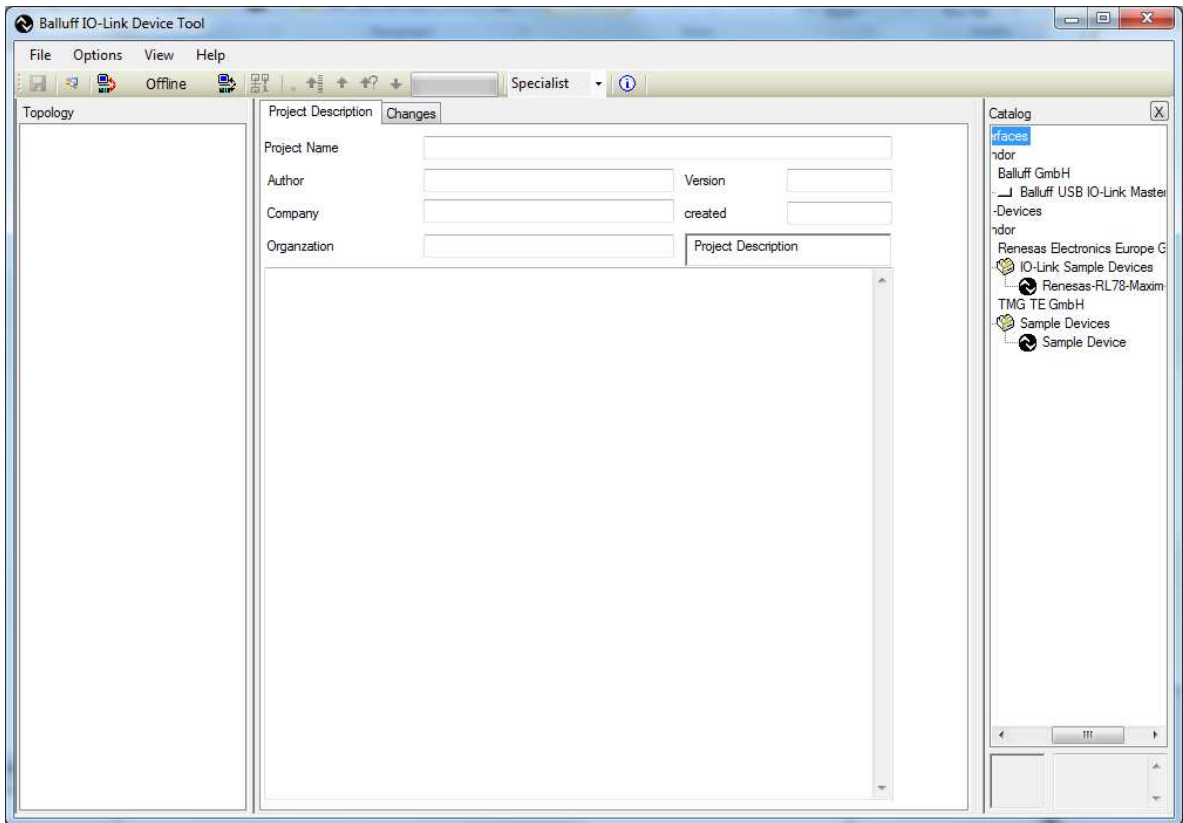 Balluff IO-Link Device Tool
File Options View Help
Offline Specialist
Topology
Project Description Changes
Project Name
Author Version
Company created
Organzation Project Description
Catalog X
rfaces
ndor
Balluff GmbH
Balluff USB IO-Link Master
-Devices
ndor
Renesas Electronics Europe G
IO-Link Sample Devices
Renesas-RL78-Maxim-
TMG TE GmbH
Sample Devices
Sample Device